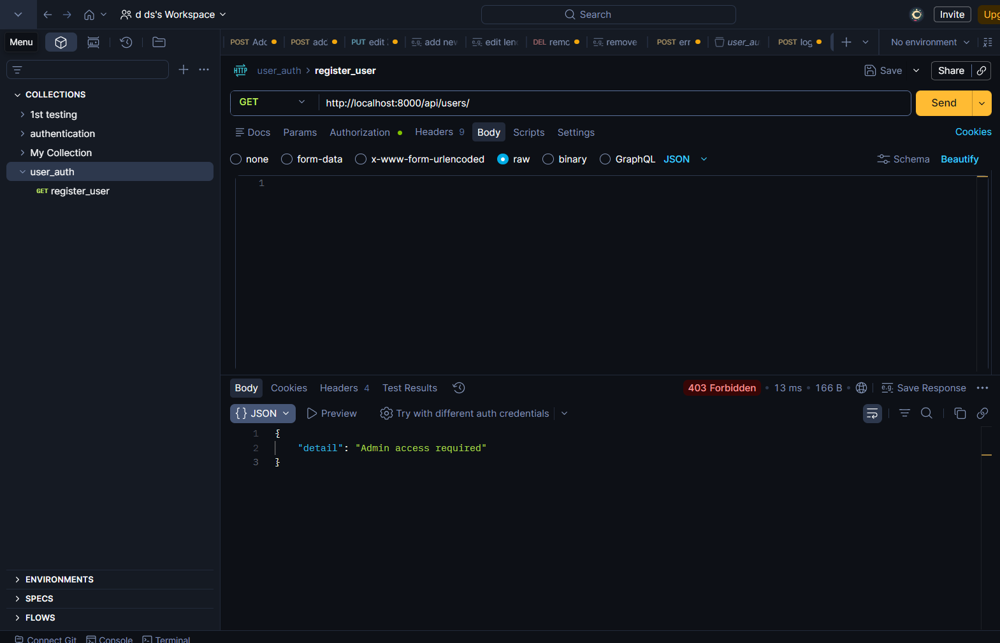 d ds's Workspace
Search
Invite
Upg
Menu
POST Adc
POST adc
PUT edit
e.g. add nev
e.g. edit len
DEL remc
e.g. remove
POST err
user_au
POST log
No environment
user_auth > register_user
Save
Share
COLLECTIONS
1st testing
authentication
My Collection
user_auth
GET register_user
GET
http://localhost:8000/api/users/
Send
Docs
Params
Authorization
Headers 9
Body
Scripts
Settings
Cookies
none
form-data
x-www-form-urlencoded
raw
binary
GraphQL
JSON
Schema
Beautify
1
Body
Cookies
Headers 4
Test Results
403 Forbidden
13 ms
166 B
e.g. Save Response
{} JSON
Preview
Try with different auth credentials
1 {
2 "detail": "Admin access required"
3 }
ENVIRONMENTS
SPECS
FLOWS
Connect Git
Console
Terminal